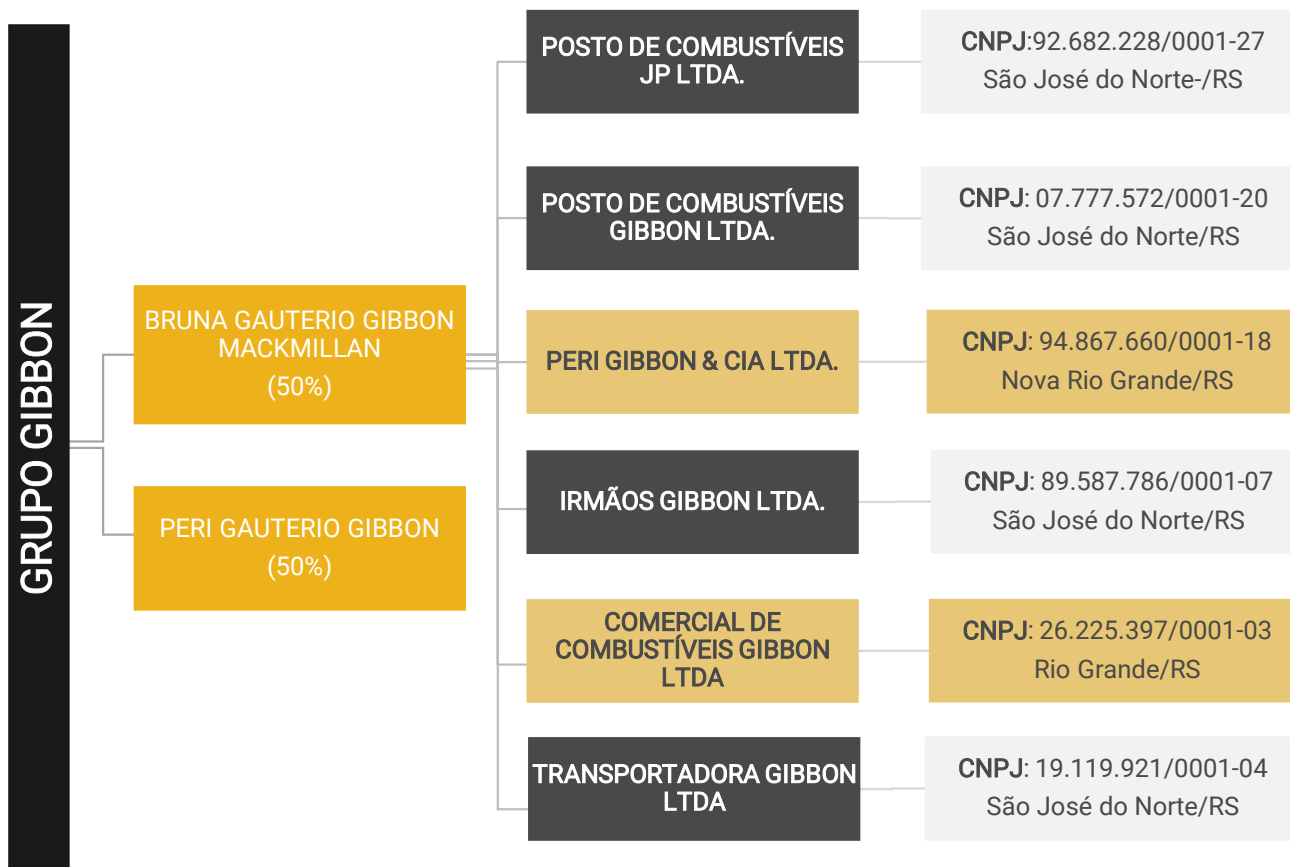 GRUPO GIBBON
BRUNA GAUTERIO GIBBON
MACKMILLAN
(50%)
PERI GAUTERIO GIBBON
(50%)
POSTO DE COMBUSTÍVEIS
JP LTDA.
CNPJ:92.682.228/0001-27
São José do Norte-/RS
POSTO DE COMBUSTÍVEIS
GIBBON LTDA.
CNPJ: 07.777.572/0001-20
São José do Norte/RS
PERI GIBBON & CIA LTDA.
CNPJ: 94.867.660/0001-18
Nova Rio Grande/RS
IRMÃOS GIBBON LTDA.
CNPJ: 89.587.786/0001-07
São José do Norte/RS
COMERCIAL DE
COMBUSTÍVEIS GIBBON
LTDA
CNPJ: 26.225.397/0001-03
Rio Grande/RS
TRANSPORTADORA GIBBON
LTDA
CNPJ: 19.119.921/0001-04
São José do Norte/RS